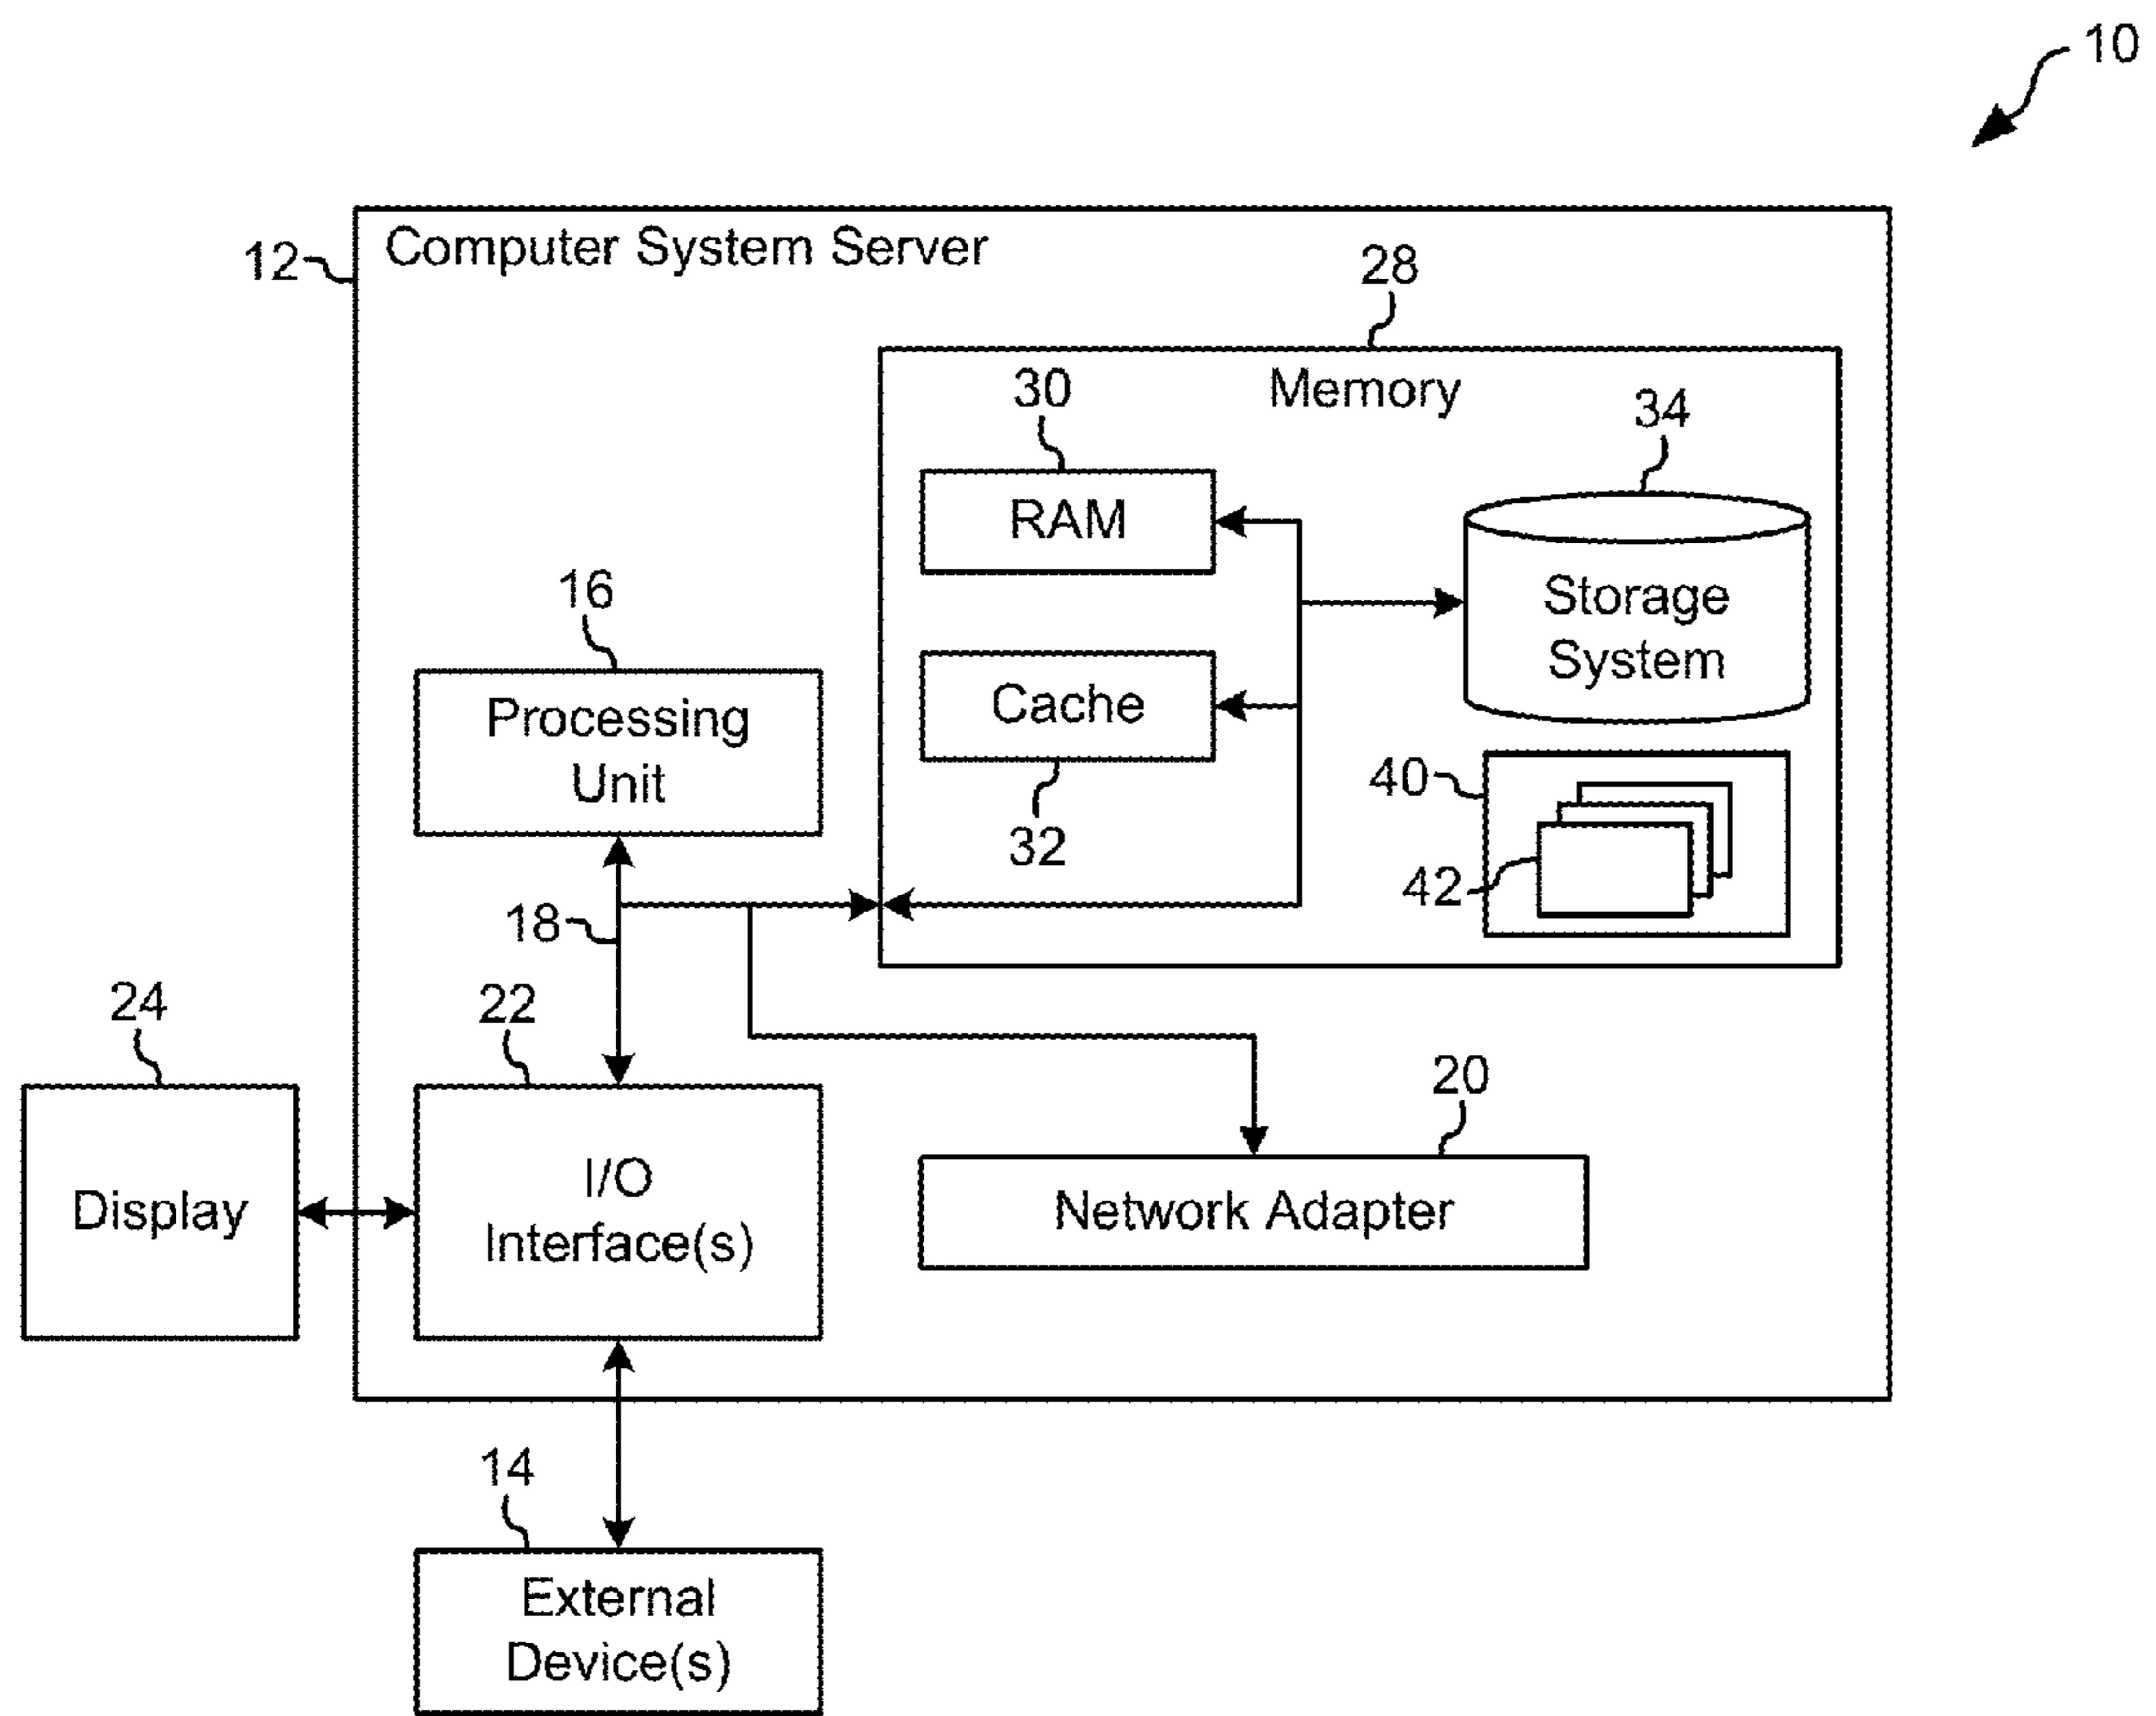 10
12
Computer System Server
28
30
Memory
34
RAM
16
Storage
System
Processing
Unit
Cache
40
32
42
18
24
22
20
I/O
Interface(s)
Display
Network Adapter
14
External
Device(s)